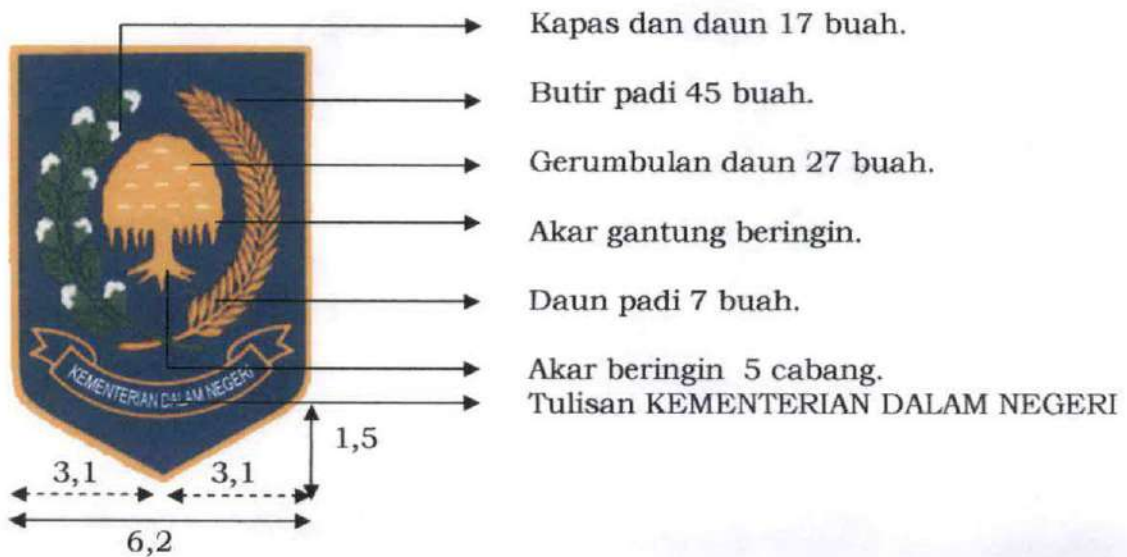 Kapas dan daun 17 buah.
Butir padi 45 buah.
Gerumbulan daun 27 buah.
Akar gantung beringin.
Daun padi 7 buah.
Akar beringin 5 cabang.
Tulisan KEMENTERIAN DALAM NEGERI
KEMENTERIAN DALAM NEGERI
1,5
3,1 3,1
6,2